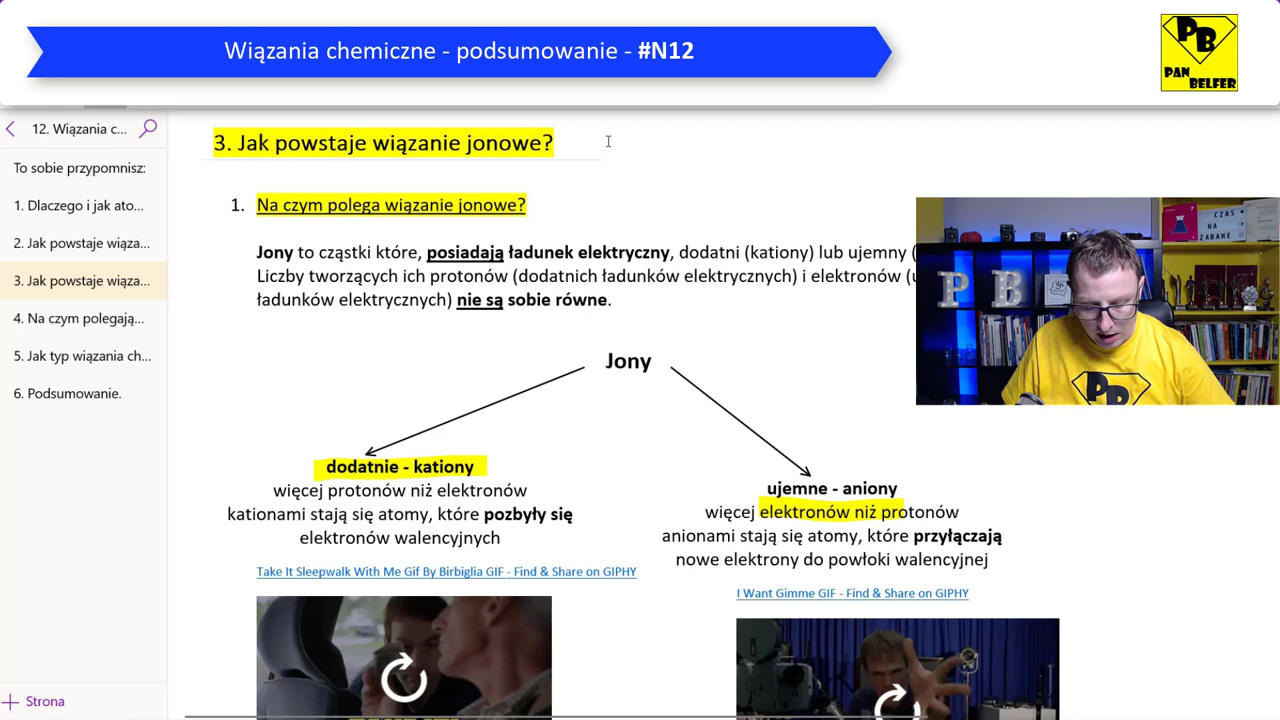 Wiązania chemiczne - podsumowanie - #N12
PB
PAN
BELFER
12. Wiązania c...
To sobie przypomnisz:
1. Dlaczego i jak ato...
2. Jak powstaje wiąza...
3. Jak powstaje wiąza...
4. Na czym polegają...
5. Jak typ wiązania ch...
6. Podsumowanie.
Strona
3. Jak powstaje wiązanie jonowe?
1. Na czym polega wiązanie jonowe?
Jony to cząstki które, posiadają ładunek elektryczny, dodatni (kationy) lub ujemny (
Liczby tworzących ich protonów (dodatnich ładunków elektrycznych) i elektronów (
ładunków elektrycznych) nie są sobie równe.
Jony
dodatnie - kationy
więcej protonów niż elektronów
kationami stają się atomy, które pozbyły się
elektronów walencyjnych
Take It Sleepwalk With Me Gif By Birbiglia GIF - Find & Share on GIPHY
ujemne - aniony
więcej elektronów niż protonów
anionami stają się atomy, które przyłączają
nowe elektrony do powłoki walencyjnej
I Want Gimme GIF - Find & Share on GIPHY
CZAS
NA
ZABAWE
P B
PB